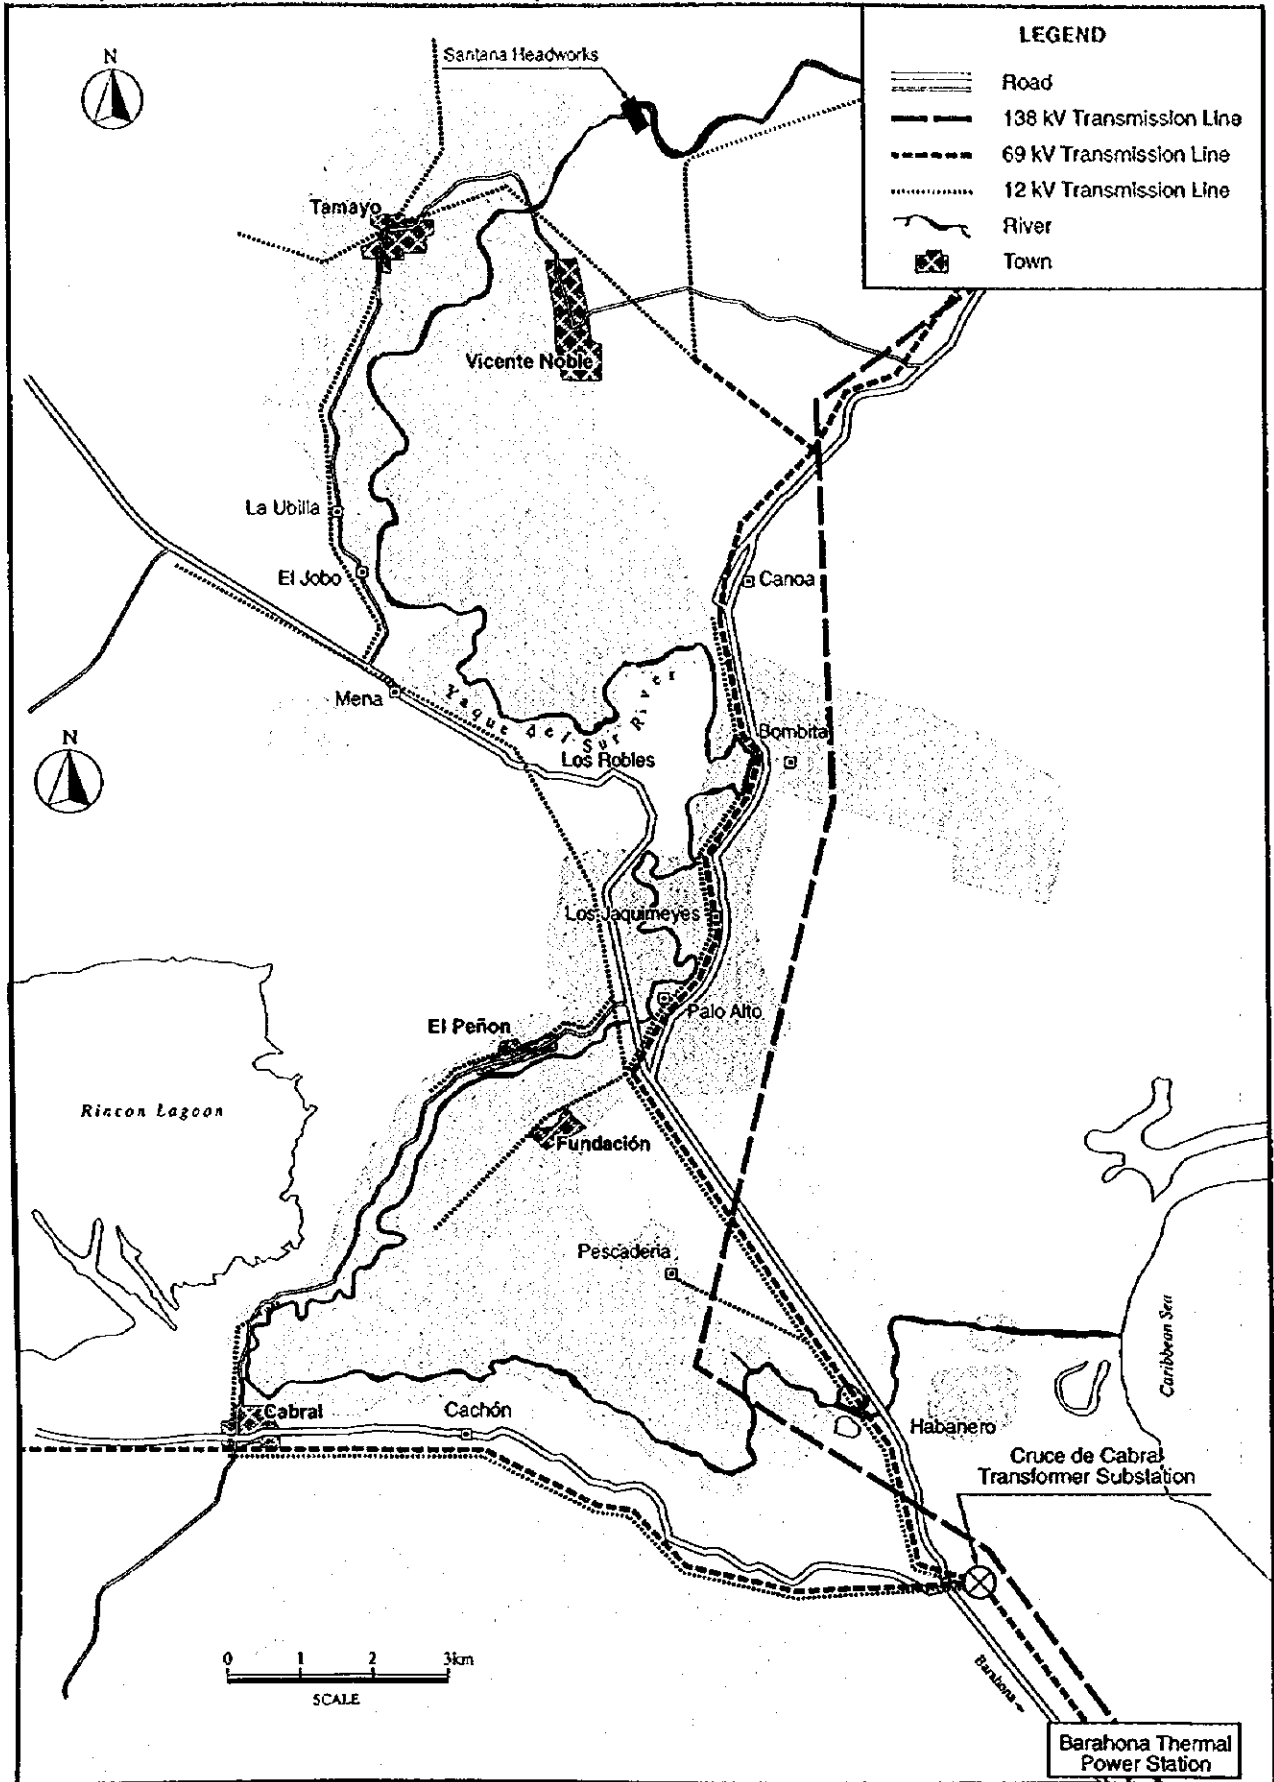 LEGEND
Road
138 kV Transmission Line
69 kV Transmission Line
12 kV Transmission Line
River
Town
N
Santana Headworks
Tamayo
Vicente Noble
La Ubilla
El Jobo
Canoa
Mena
Yaque del Sur River
Bombita
Los Robles
N
Los Jaquimeyes
Palo Alto
El Peñon
Rincon Lagoon
Fundación
Pescaderia
Caribbean Sea
Cabral
Cachón
Habanero
Cruce de Cabral
Transformer Substation
0 1 2 3km
SCALE
Barahona
Barahona Thermal
Power Station